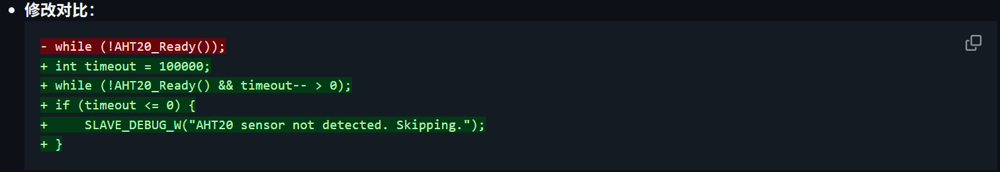 修改对比：
- while (!AHT20_Ready());
+ int timeout = 100000;
+ while (!AHT20_Ready() && timeout-- > 0);
+ if (timeout <= 0) {
+     SLAVE_DEBUG_W("AHT20 sensor not detected. Skipping.");
+ }